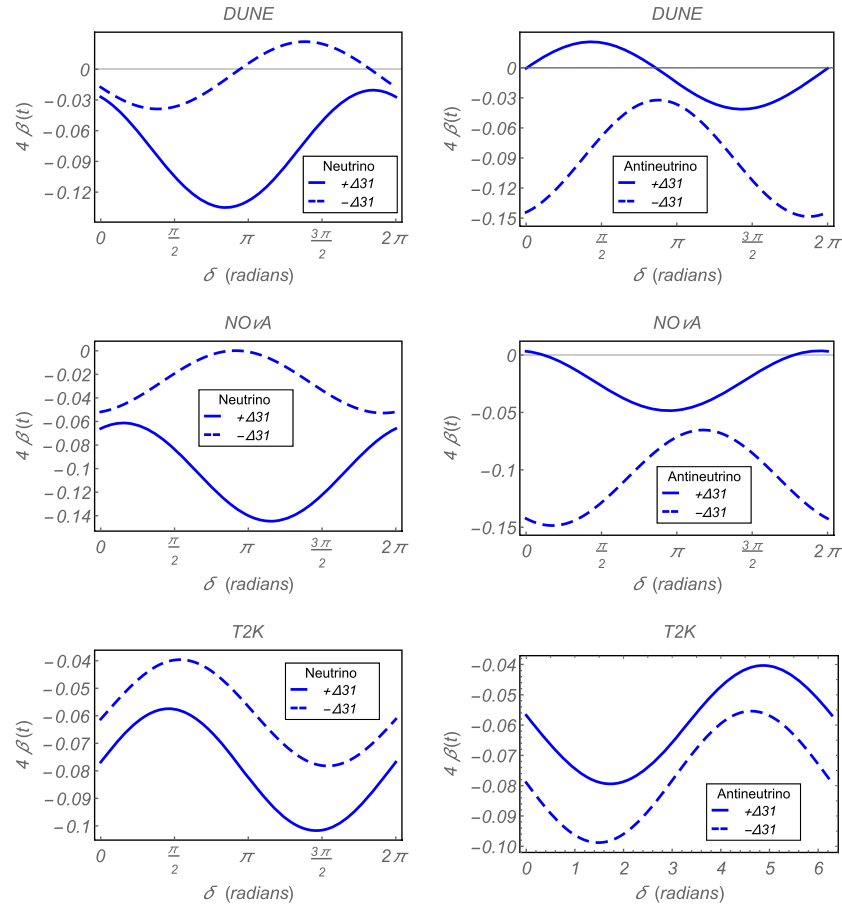 DUNE
0
−0.03
−0.06
−0.09
−0.12
4 β(t)
Neutrino
+Δ31
−Δ31
0
π/2
π
3π/2
2π
δ (radians)
DUNE
0
−0.03
−0.06
−0.09
−0.12
−0.15
4 β(t)
Antineutrino
+Δ31
−Δ31
0
π/2
π
3π/2
2π
δ (radians)
NOνA
0
−0.02
−0.04
−0.06
−0.08
−0.1
−0.12
−0.14
4 β(t)
Neutrino
+Δ31
−Δ31
0
π/2
π
3π/2
2π
δ (radians)
NOνA
0
−0.05
−0.1
−0.15
4 β(t)
Antineutrino
+Δ31
−Δ31
0
π/2
π
3π/2
2π
δ (radians)
T2K
−0.04
−0.05
−0.06
−0.07
−0.08
−0.09
−0.1
4 β(t)
Neutrino
+Δ31
−Δ31
0
π/2
π
3π/2
2π
δ (radians)
T2K
−0.04
−0.05
−0.06
−0.07
−0.08
−0.09
−0.10
4 β(t)
Antineutrino
+Δ31
−Δ31
0 1 2 3 4 5 6
δ (radians)